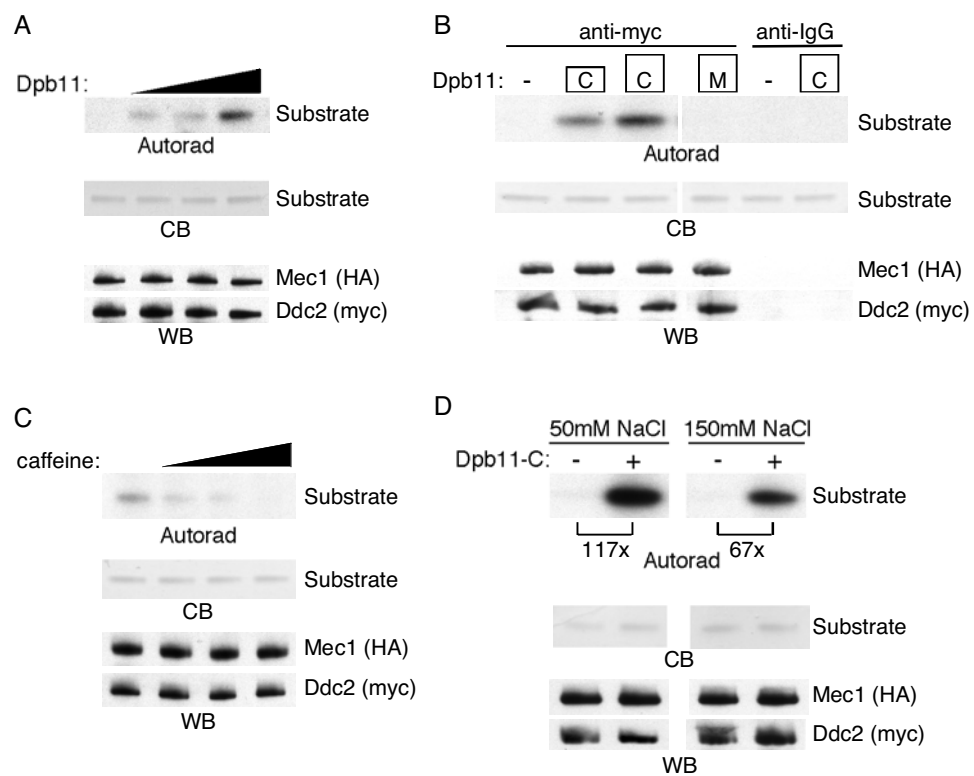 A
Dpb11:
Substrate
Autorad
Substrate
CB
Mec1 (HA)
Ddc2 (myc)
WB
B
anti-myc anti-IgG
Dpb11: - C C M - C
Substrate
Autorad
Substrate
CB
Mec1 (HA)
Ddc2 (myc)
WB
C
caffeine:
Substrate
Autorad
Substrate
CB
Mec1 (HA)
Ddc2 (myc)
WB
D
50mM NaCl 150mM NaCl
Dpb11-C: - + - +
Substrate
117x 67x
Autorad
Substrate
CB
Mec1 (HA)
Ddc2 (myc)
WB